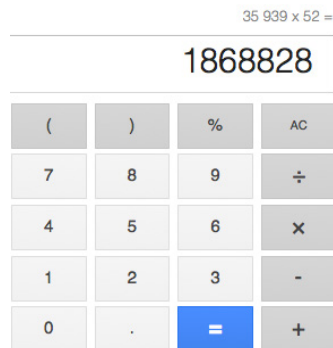 35 939 x 52 =
1868828
( ) % AC
7 8 9 ÷
4 5 6 ×
1 2 3 -
0 . = +